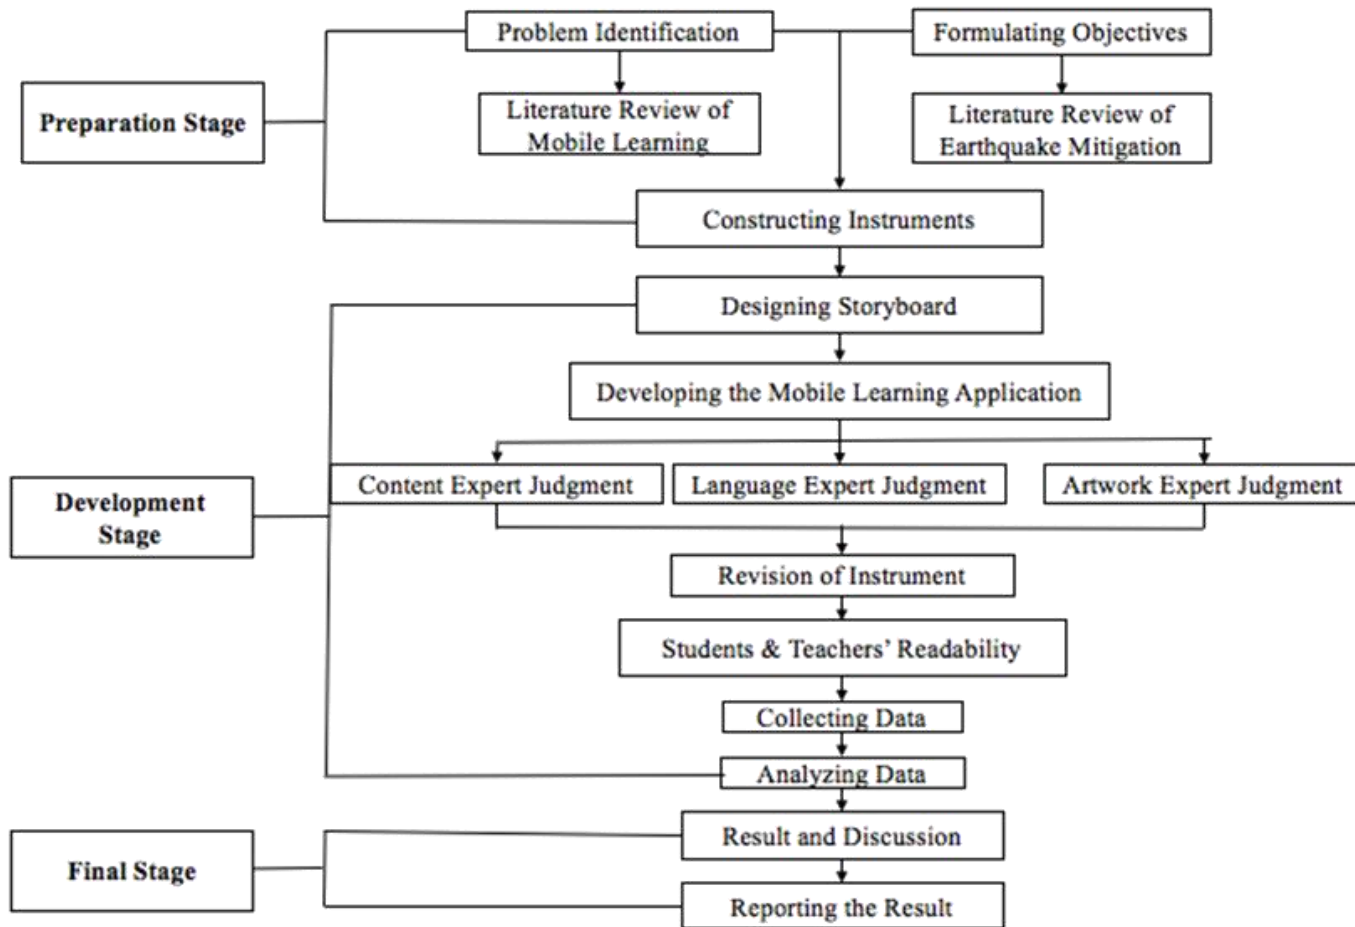 Problem Identification
Formulating Objectives
Preparation Stage
Literature Review of
Mobile Learning
Literature Review of
Earthquake Mitigation
Constructing Instruments
Designing Storyboard
Developing the Mobile Learning Application
Development
Stage
Content Expert Judgment
Language Expert Judgment
Artwork Expert Judgment
Revision of Instrument
Students & Teachers’ Readability
Collecting Data
Analyzing Data
Final Stage
Result and Discussion
Reporting the Result